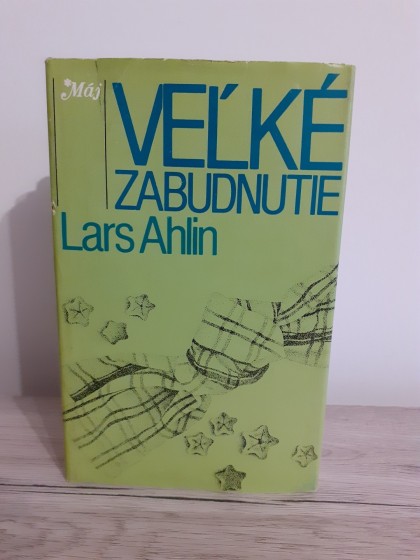 *Máj
VEĽKÉ
ZABUDNUTIE
Lars Ahlin